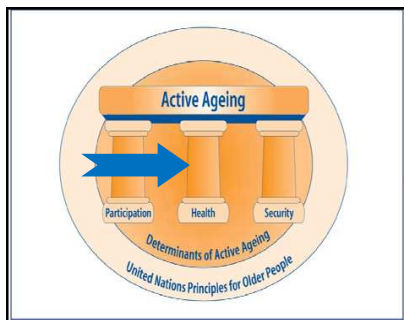 Active Ageing
Participation
Health
Security
Determinants of Active Ageing
United Nations Principles for Older People